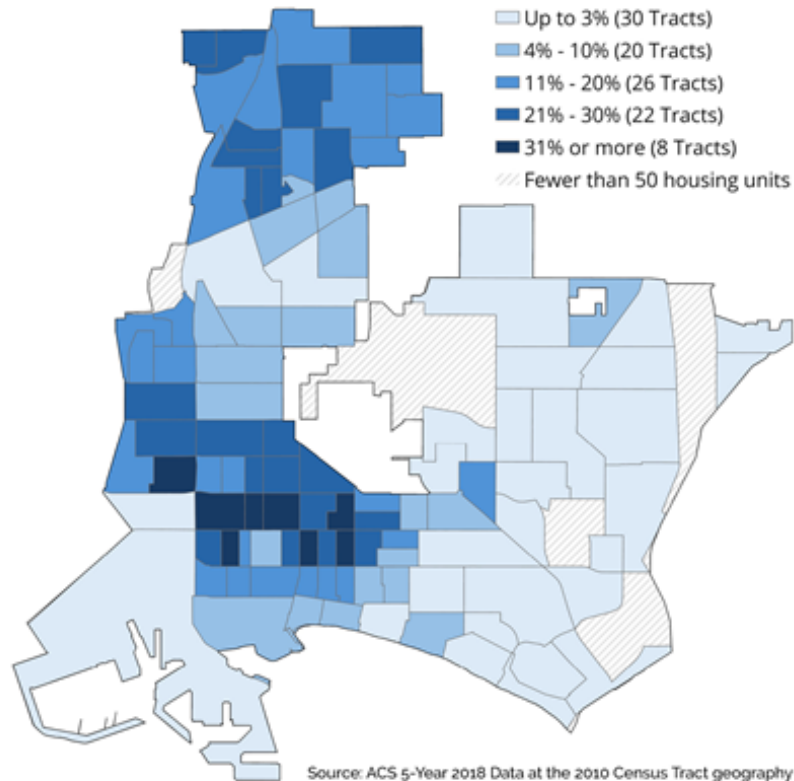 Up to 3% (30 Tracts)
4% - 10% (20 Tracts)
11% - 20% (26 Tracts)
21% - 30% (22 Tracts)
31% or more (8 Tracts)
Fewer than 50 housing units
Source: ACS 5-Year 2018 Data at the 2010 Census Tract geography